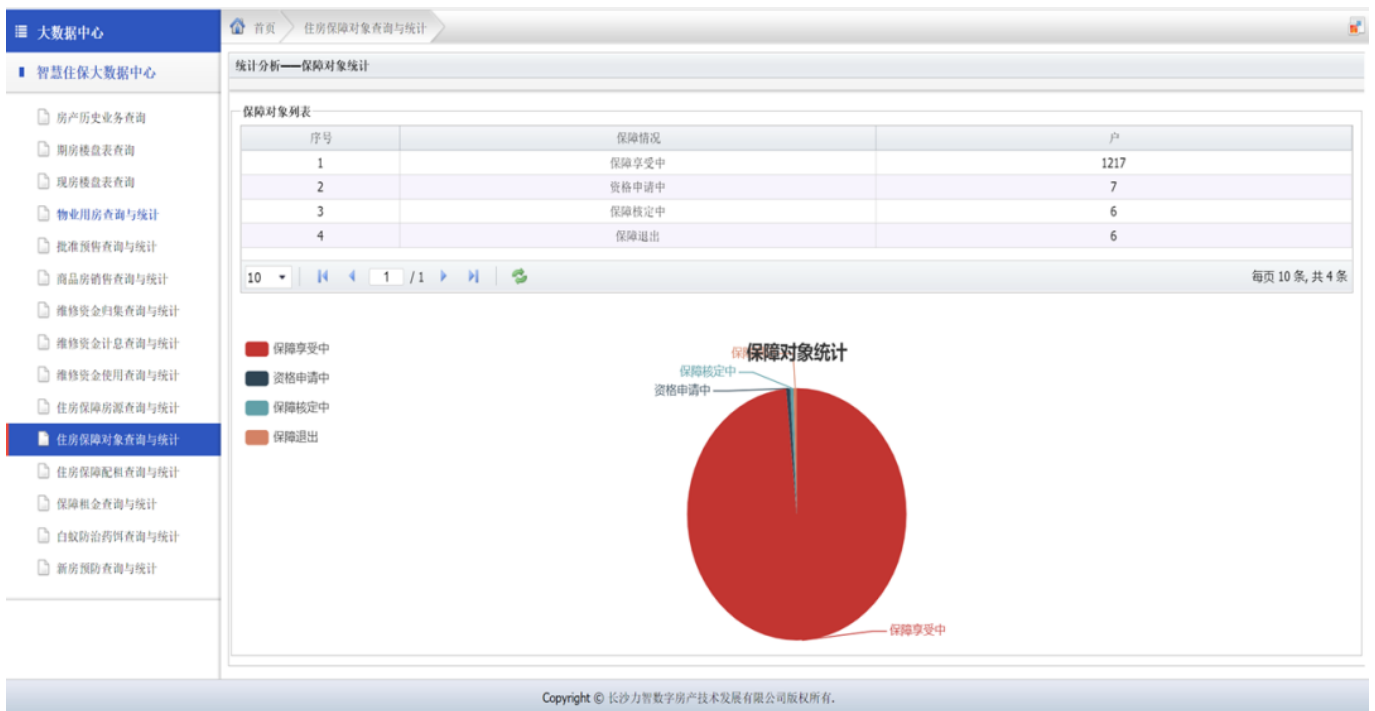 大数据中心
首页
住房保障对象查询与统计
智慧住保大数据中心
房产历史业务查询
期房楼盘表查询
现房楼盘表查询
物业用房查询与统计
批准预售查询与统计
商品房销售查询与统计
维修资金归集查询与统计
维修资金计息查询与统计
维修资金使用查询与统计
住房保障房源查询与统计
住房保障对象查询与统计
住房保障配租查询与统计
保障租金查询与统计
白蚁防治药饵查询与统计
新房预防查询与统计
统计分析——保障对象统计
保障对象列表
序号 保障情况 户
1 保障享受中 1217
2 资格申请中 7
3 保障核定中 6
4 保障退出 6
10 1 /1 每页 10 条, 共 4 条
保障享受中
资格申请中
保障核定中
保障退出
保障对象统计
保障核定中
资格申请中
保障享受中
Copyright © 长沙力智数字房产技术发展有限公司版权所有.